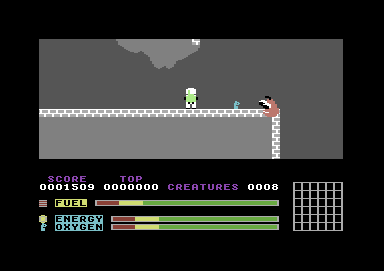 SCORE TOP
0001509 0000000 CREATURES 0008
FUEL
ENERGY
OXYGEN